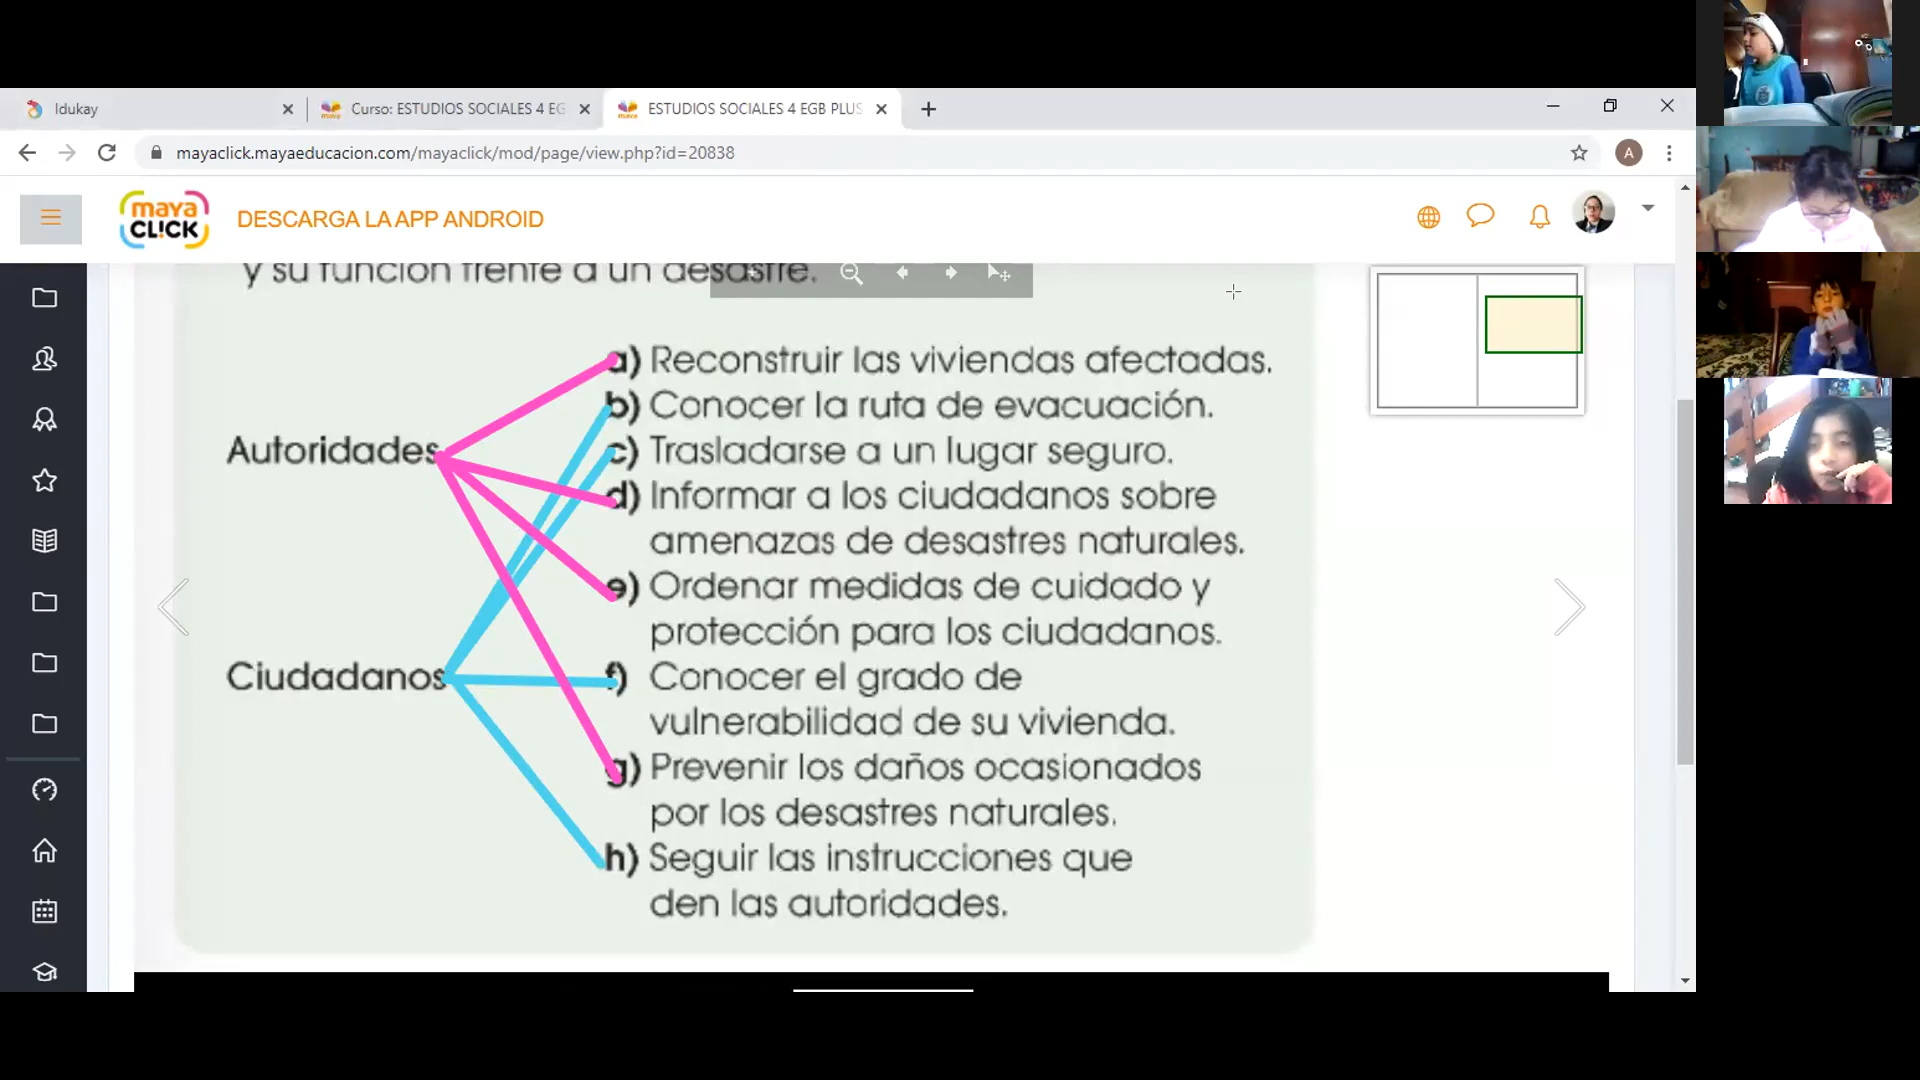 Idukay
Curso: ESTUDIOS SOCIALES 4 EG
ESTUDIOS SOCIALES 4 EGB PLUS
mayaclick.mayaeducacion.com/mayaclick/mod/page/view.php?id=20838
A
maya
CL!CK
DESCARGA LA APP ANDROID
y su función frente a un desastre.
a) Reconstruir las viviendas afectadas.
b) Conocer la ruta de evacuación.
Autoridades
c) Trasladarse a un lugar seguro.
d) Informar a los ciudadanos sobre
amenazas de desastres naturales.
e) Ordenar medidas de cuidado y
protección para los ciudadanos.
Ciudadanos
f) Conocer el grado de
vulnerabilidad de su vivienda.
g) Prevenir los daños ocasionados
por los desastres naturales.
h) Seguir las instrucciones que
den las autoridades.